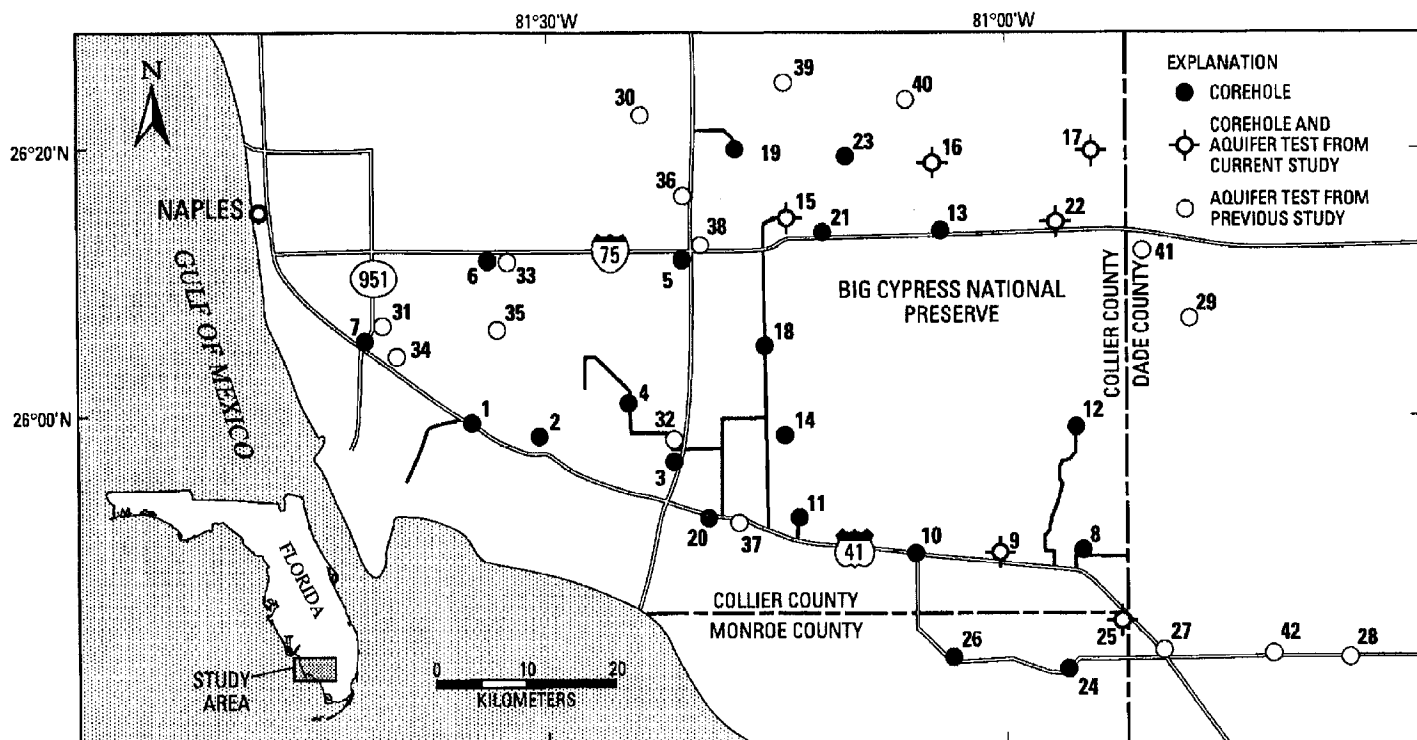 81°30'W
81°00'W
26°20'N
26°00'N
N
NAPLES
GULF OF MEXICO
EXPLANATION
COREHOLE
COREHOLE AND
AQUIFER TEST FROM
CURRENT STUDY
AQUIFER TEST FROM
PREVIOUS STUDY
39
40
30
19
23
16
17
36
15
38
21
13
22
41
6
33
75
5
951
BIG CYPRESS NATIONAL
PRESERVE
COLLIER COUNTY
DADE COUNTY
29
31
7
34
35
18
4
1
2
32
3
14
12
11
20
37
41
10
9
8
COLLIER COUNTY
MONROE COUNTY
25
27
42
28
26
24
FLORIDA
STUDY
AREA
0 10 20
KILOMETERS